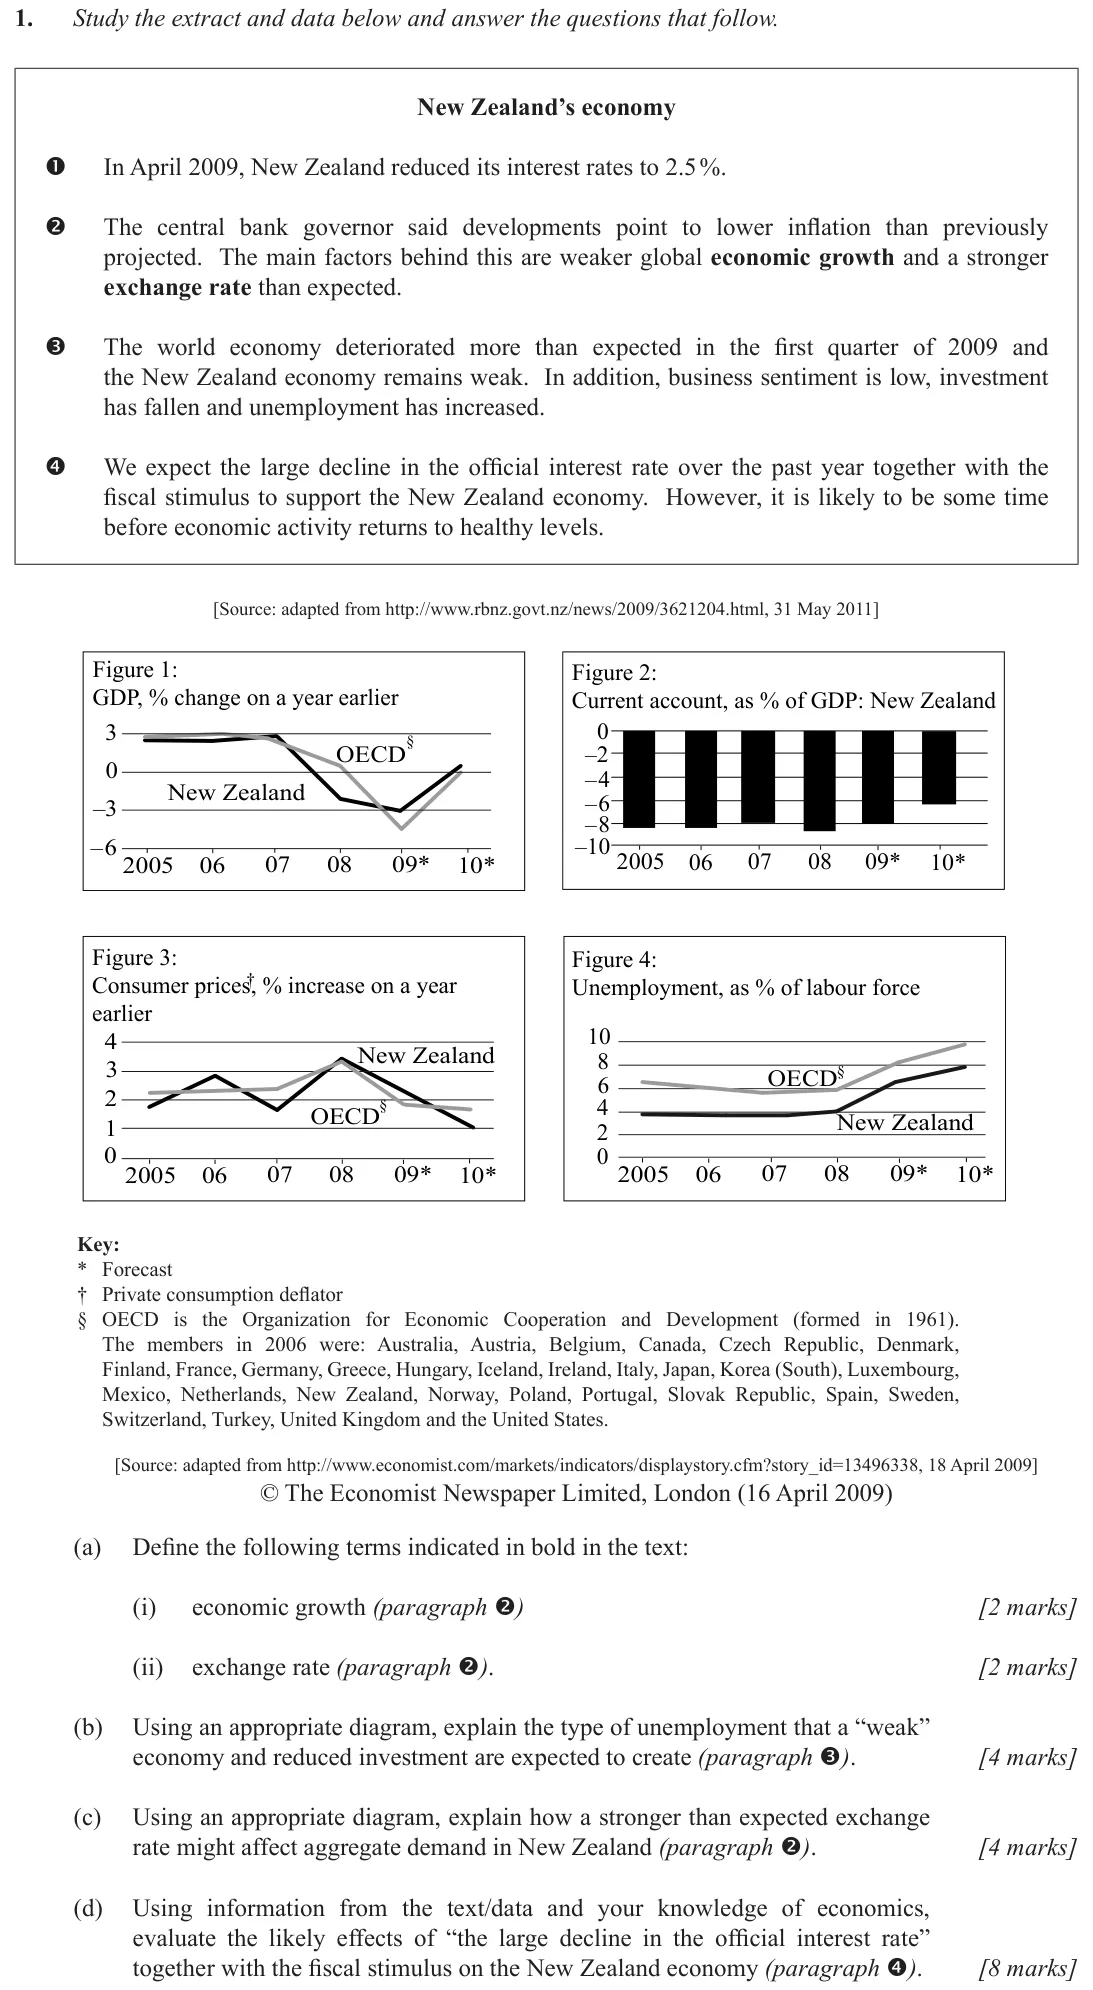 1. Study the extract and data below and answer the questions that follow.
New Zealand's economy
❶ In April 2009, New Zealand reduced its interest rates to 2.5 %.
❷ The central bank governor said developments point to lower inflation than previously
projected. The main factors behind this are weaker global economic growth and a stronger
exchange rate than expected.
❸ The world economy deteriorated more than expected in the first quarter of 2009 and
the New Zealand economy remains weak. In addition, business sentiment is low, investment
has fallen and unemployment has increased.
❹ We expect the large decline in the official interest rate over the past year together with the
fiscal stimulus to support the New Zealand economy. However, it is likely to be some time
before economic activity returns to healthy levels.
[Source: adapted from http://www.rbnz.govt.nz/news/2009/3621204.html, 31 May 2011]
Figure 1:
GDP, % change on a year earlier
3
OECD§
0
New Zealand
–3
–6
2005 06 07 08 09* 10*
Figure 2:
Current account, as % of GDP: New Zealand
0
–2
–4
–6
–8
–10
2005 06 07 08 09* 10*
Figure 3:
Consumer prices†, % increase on a year
earlier
4
New Zealand
3
2
OECD§
1
0
2005 06 07 08 09* 10*
Figure 4:
Unemployment, as % of labour force
10
8
OECD§
6
4
New Zealand
2
0
2005 06 07 08 09* 10*
Key:
* Forecast
† Private consumption deflator
§ OECD is the Organization for Economic Cooperation and Development (formed in 1961).
The members in 2006 were: Australia, Austria, Belgium, Canada, Czech Republic, Denmark,
Finland, France, Germany, Greece, Hungary, Iceland, Ireland, Italy, Japan, Korea (South), Luxembourg,
Mexico, Netherlands, New Zealand, Norway, Poland, Portugal, Slovak Republic, Spain, Sweden,
Switzerland, Turkey, United Kingdom and the United States.
[Source: adapted from http://www.economist.com/markets/indicators/displaystory.cfm?story_id=13496338, 18 April 2009]
© The Economist Newspaper Limited, London (16 April 2009)
(a) Define the following terms indicated in bold in the text:
(i) economic growth (paragraph ❷) [2 marks]
(ii) exchange rate (paragraph ❷). [2 marks]
(b) Using an appropriate diagram, explain the type of unemployment that a “weak”
economy and reduced investment are expected to create (paragraph ❸). [4 marks]
(c) Using an appropriate diagram, explain how a stronger than expected exchange
rate might affect aggregate demand in New Zealand (paragraph ❷). [4 marks]
(d) Using information from the text/data and your knowledge of economics,
evaluate the likely effects of “the large decline in the official interest rate”
together with the fiscal stimulus on the New Zealand economy (paragraph ❹). [8 marks]